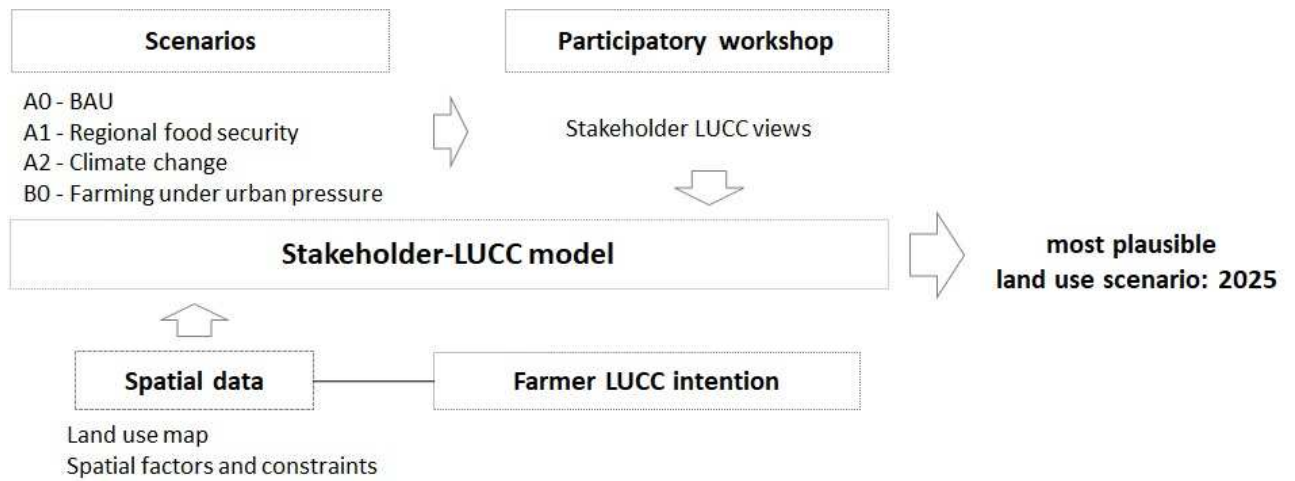 Scenarios
Participatory workshop
A0 - BAU
A1 - Regional food security
A2 - Climate change
B0 - Farming under urban pressure
Stakeholder LUCC views
Stakeholder-LUCC model
most plausible
land use scenario: 2025
Spatial data
Farmer LUCC intention
Land use map
Spatial factors and constraints